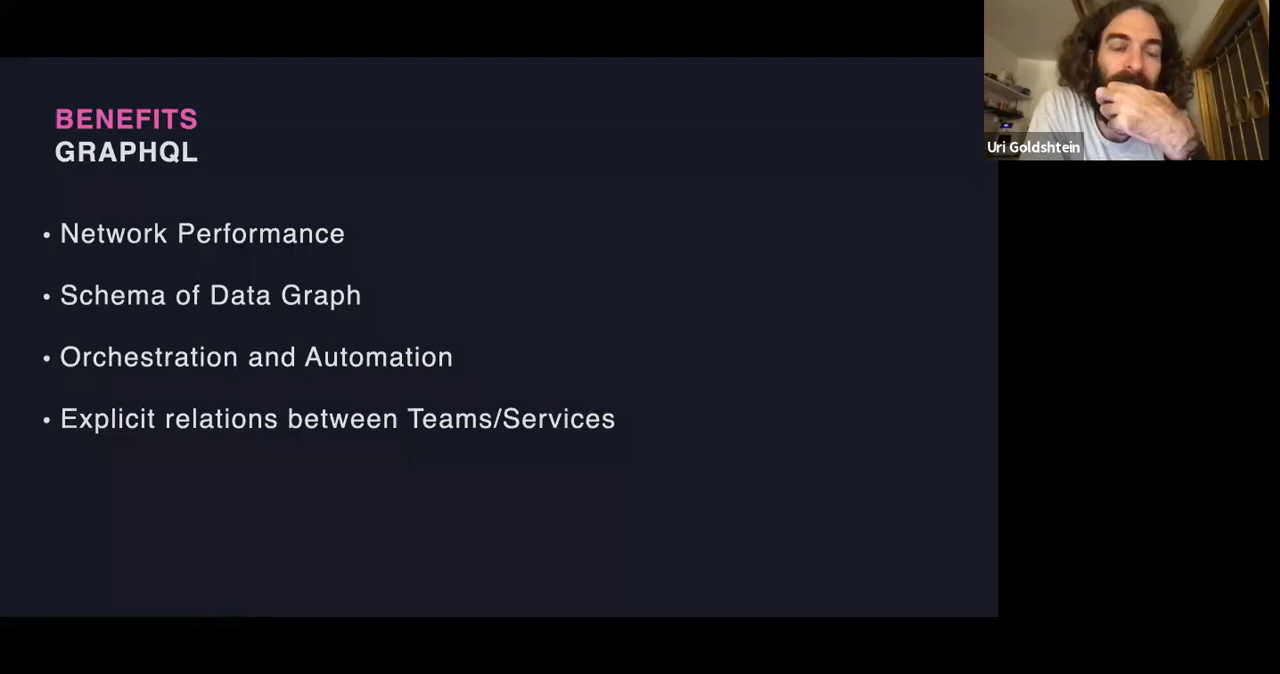 BENEFITS
GRAPHQL
• Network Performance
• Schema of Data Graph
• Orchestration and Automation
• Explicit relations between Teams/Services
Uri Goldshtein